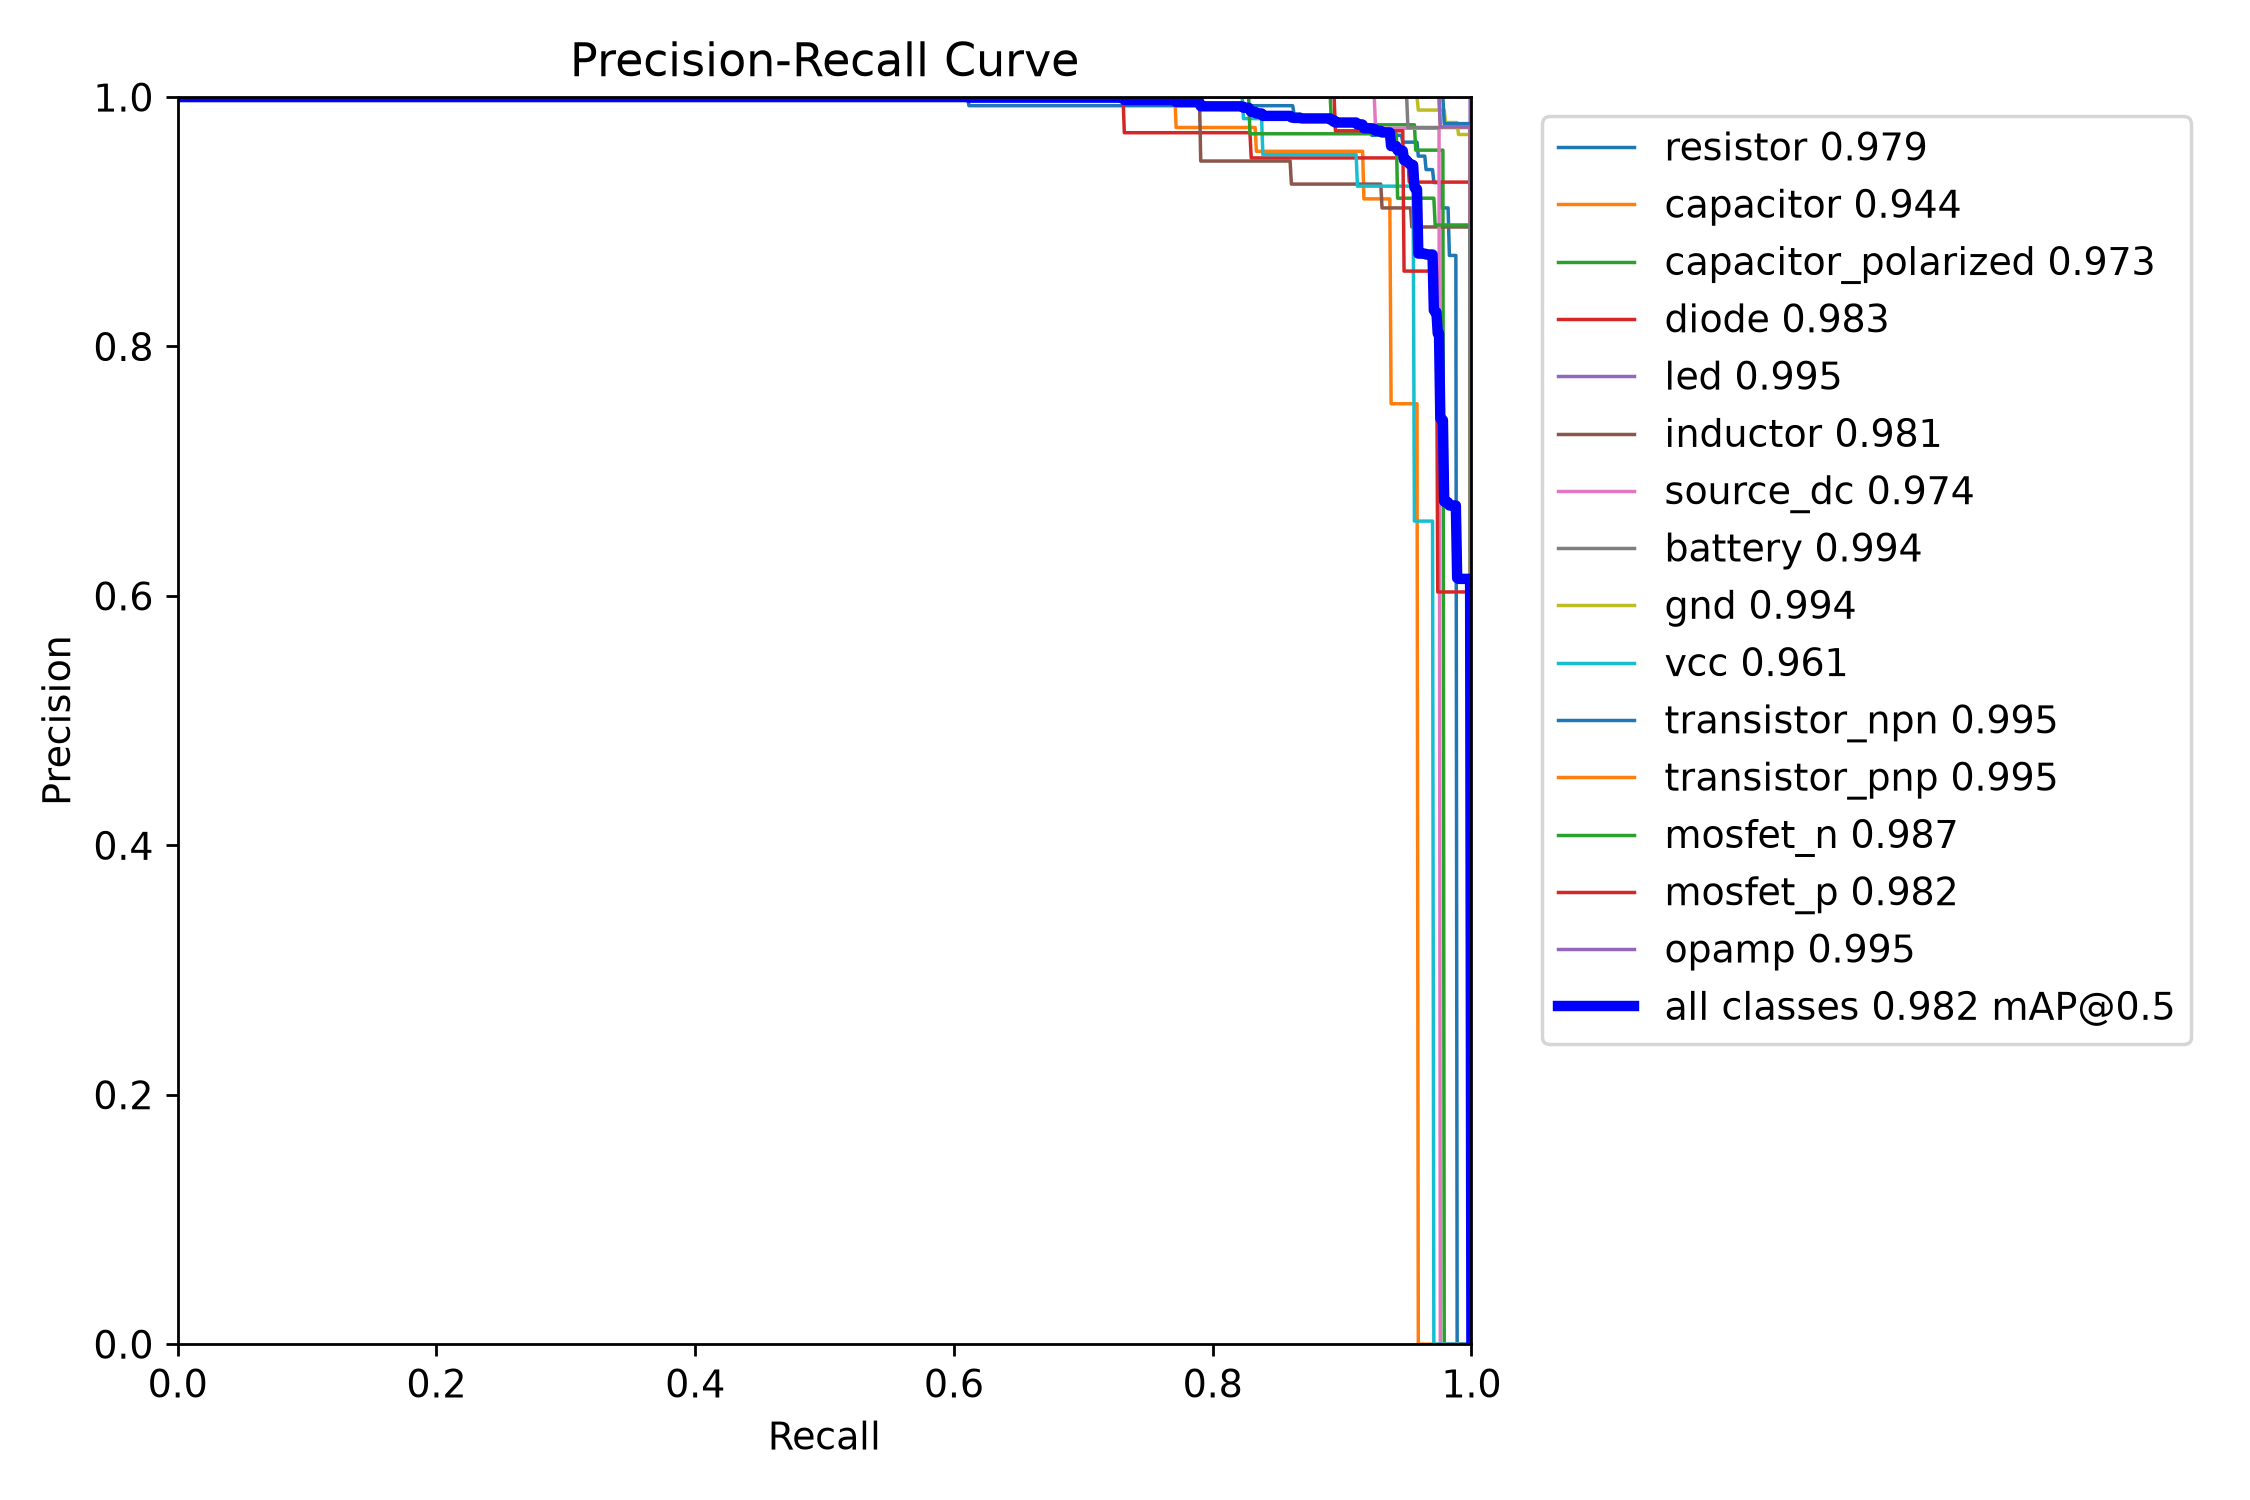 Precision-Recall Curve
1.0
0.8
0.6
0.4
0.2
0.0
Precision
0.0 0.2 0.4 0.6 0.8 1.0
Recall
resistor 0.979
capacitor 0.944
capacitor_polarized 0.973
diode 0.983
led 0.995
inductor 0.981
source_dc 0.974
battery 0.994
gnd 0.994
vcc 0.961
transistor_npn 0.995
transistor_pnp 0.995
mosfet_n 0.987
mosfet_p 0.982
opamp 0.995
all classes 0.982 mAP@0.5